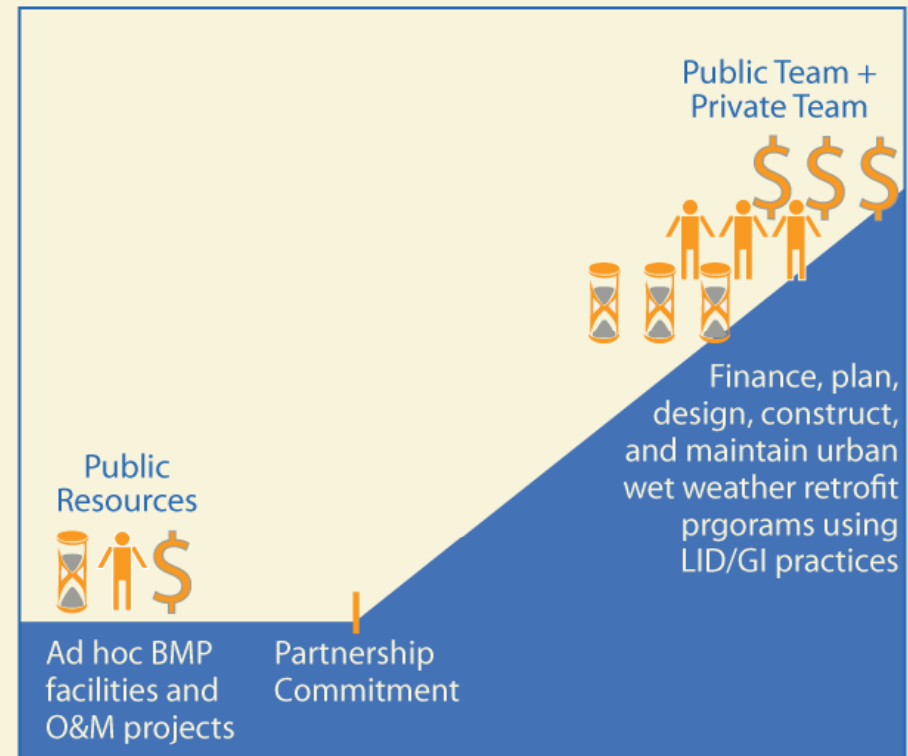 Public Team +
Private Team
$ $ $
Finance, plan,
design, construct,
and maintain urban
wet weather retrofit
prgorams using
LID/GI practices
Public
Resources
$
Ad hoc BMP
facilities and
O&M projects
Partnership
Commitment